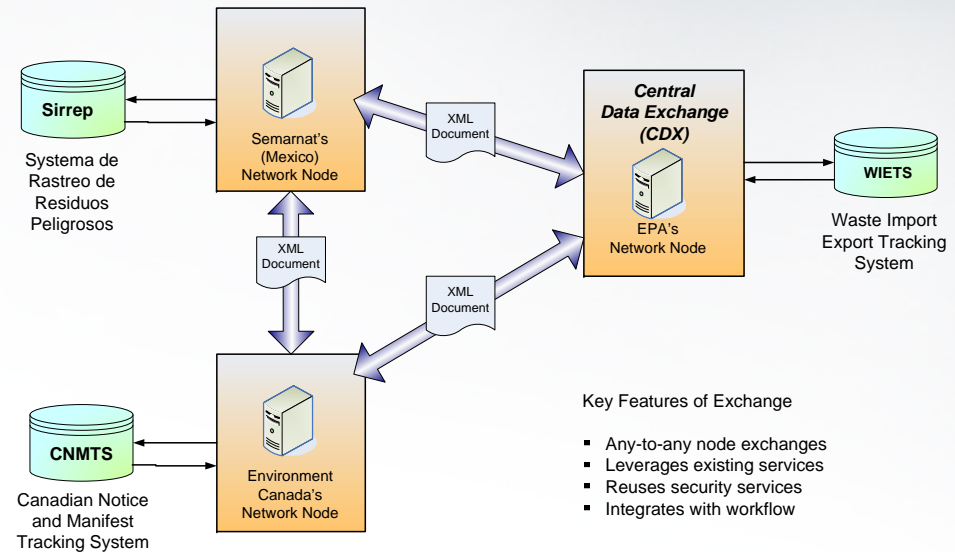 Sirrep
Systema de
Rastreo de
Residuos
Peligrosos
Semarnat's
(Mexico)
Network Node
XML
Document
Central
Data Exchange
(CDX)
EPA's
Network Node
WIETS
Waste Import
Export Tracking
System
XML
Document
XML
Document
CNMTS
Canadian Notice
and Manifest
Tracking System
Environment
Canada's
Network Node
Key Features of Exchange
▪ Any-to-any node exchanges
▪ Leverages existing services
▪ Reuses security services
▪ Integrates with workflow